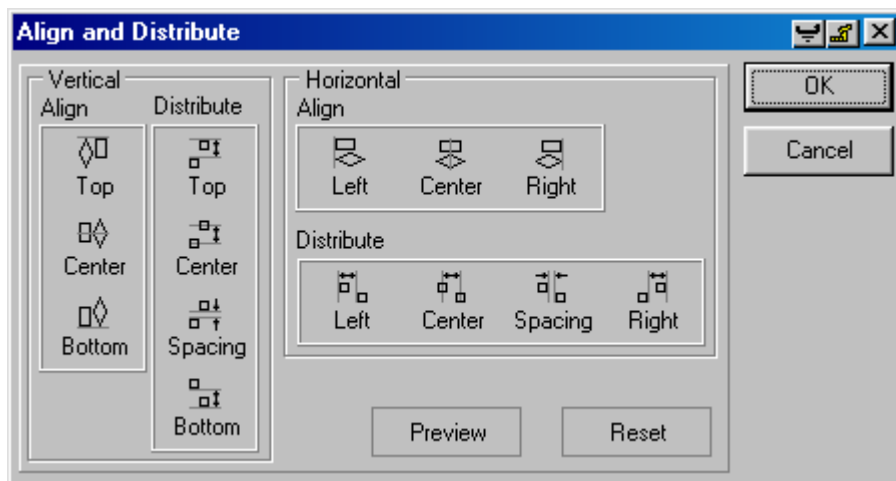 Align and Distribute
Vertical
Align
Top
Center
Bottom
Distribute
Top
Center
Spacing
Bottom
Horizontal
Align
Left Center Right
Distribute
Left Center Spacing Right
Preview Reset
OK
Cancel